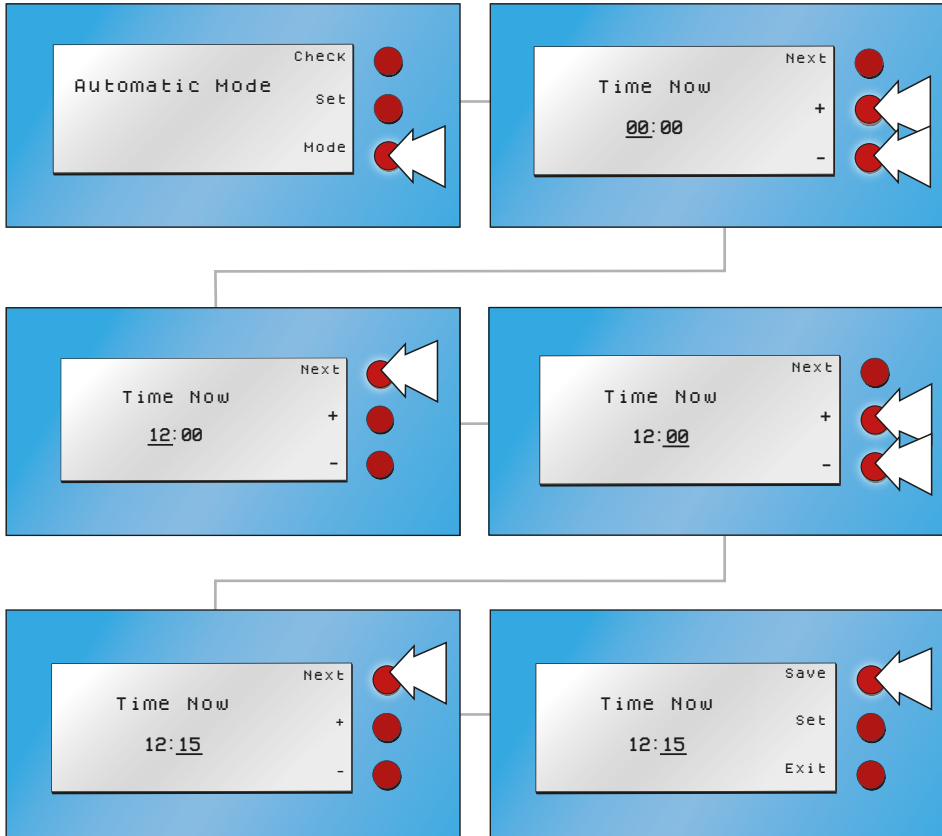 Check
Automatic Mode
Set
Mode
Next
Time Now
+
00:00
-
Next
Time Now
+
12:00
-
Next
Time Now
+
12:00
-
Next
Time Now
+
12:15
-
Save
Time Now
Set
12:15
Exit